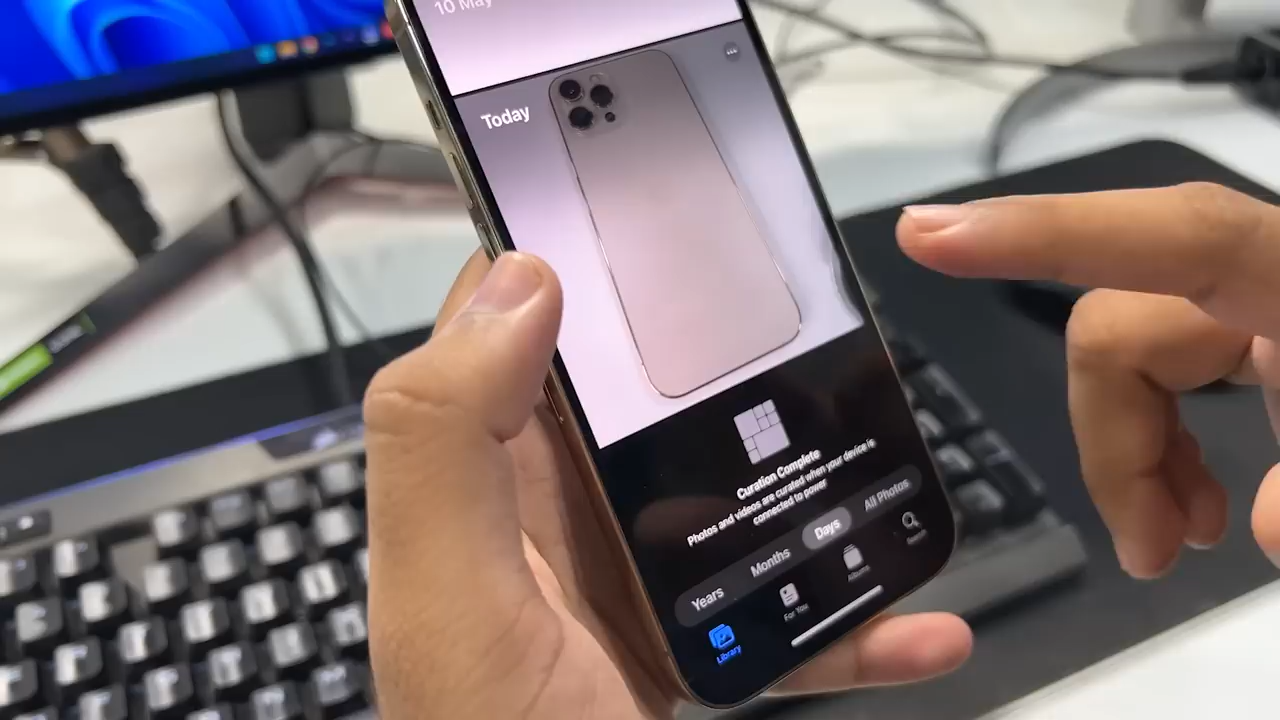 10 May
Today
Curation Complete
Photos and videos are curated when your device is
connected to power
Years
Months
Days
All Photos
Library
For You
Albums
Search